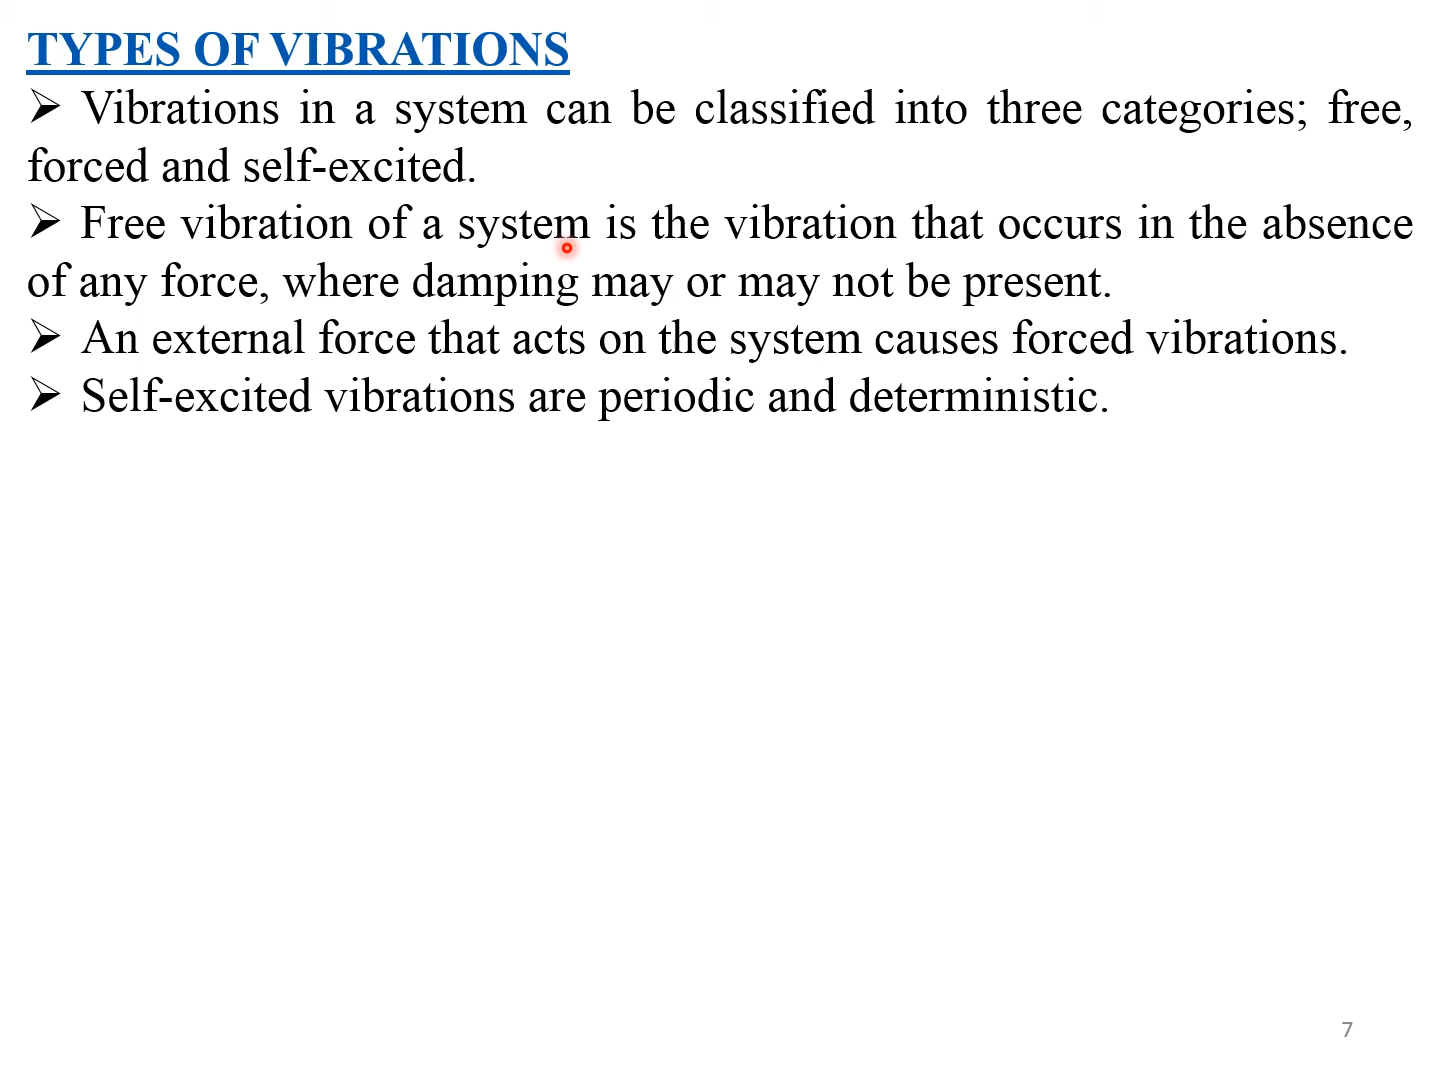 TYPES OF VIBRATIONS
➢ Vibrations in a system can be classified into three categories; free,
forced and self-excited.
➢ Free vibration of a system is the vibration that occurs in the absence
of any force, where damping may or may not be present.
➢ An external force that acts on the system causes forced vibrations.
➢ Self-excited vibrations are periodic and deterministic.
7